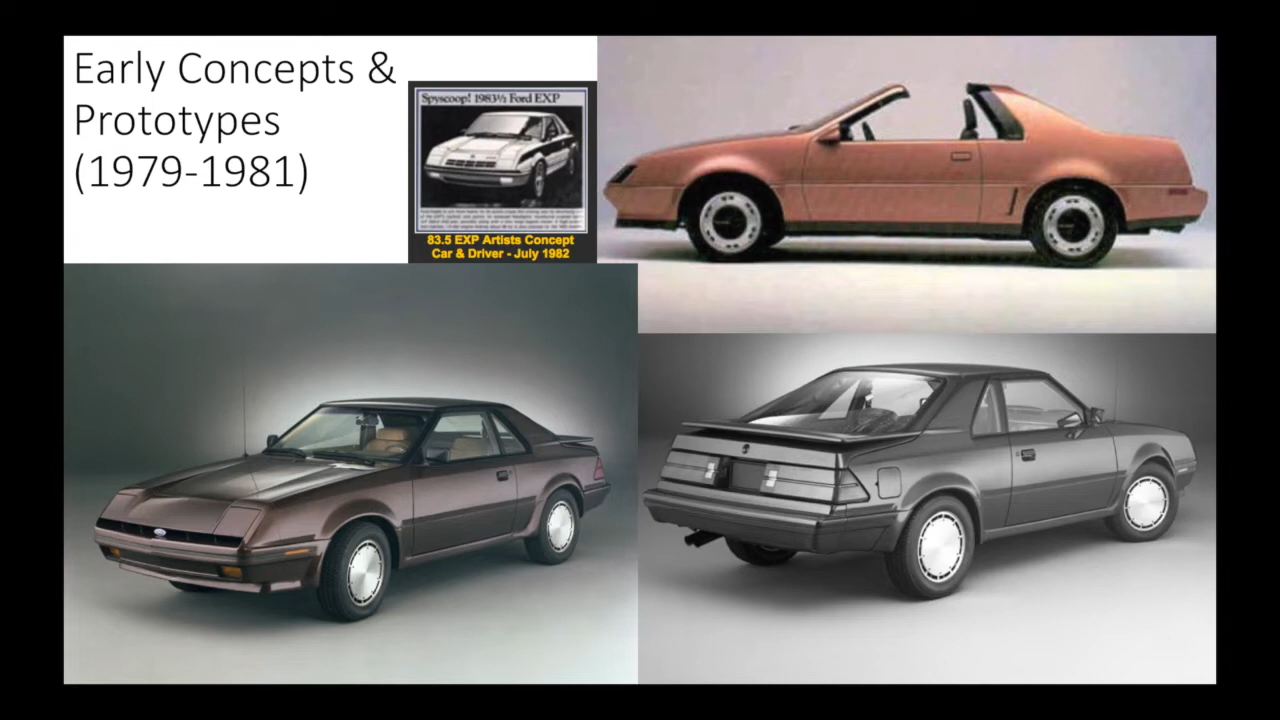 Early Concepts &
Prototypes
(1979-1981)
Spyscoop! 1983½ Ford EXP
83.5 EXP Artists Concept
Car & Driver - July 1982